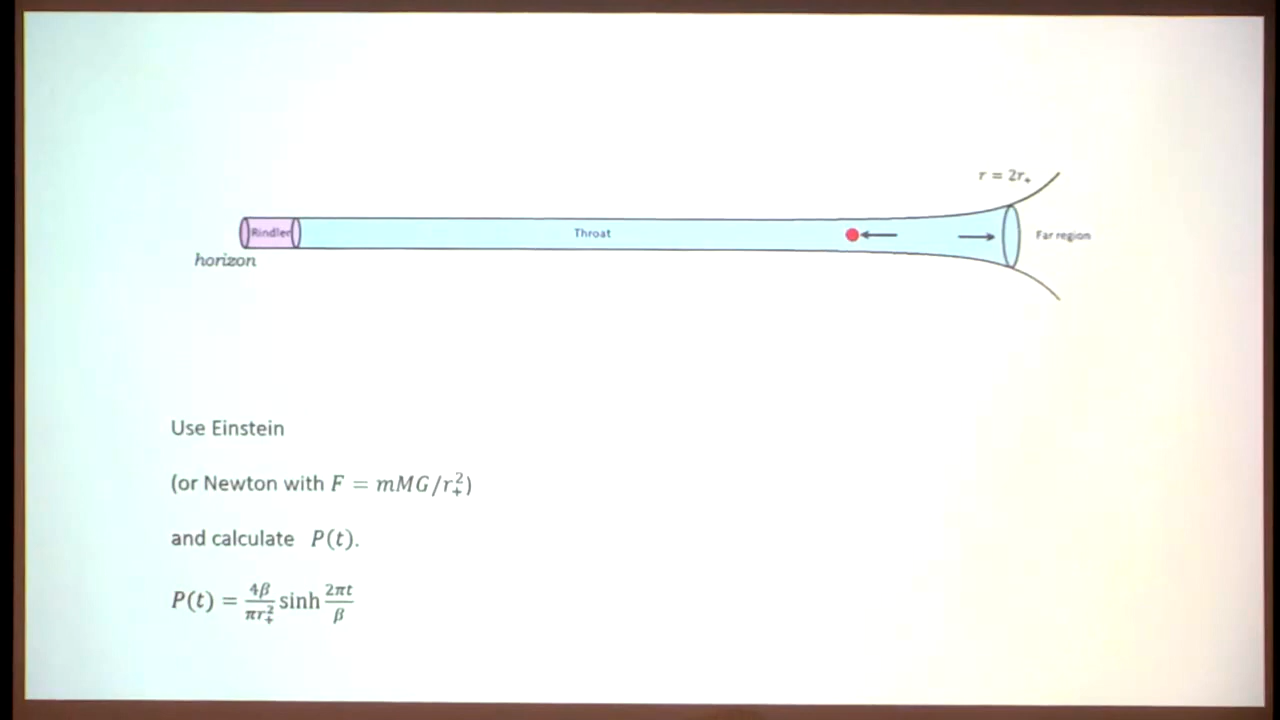 r = 2r₊
Rindler Throat Far region
horizon
Use Einstein
(or Newton with F = mMG/r₊²)
and calculate P(t).
P(t) = 4β/πr₊² sinh 2πt/β